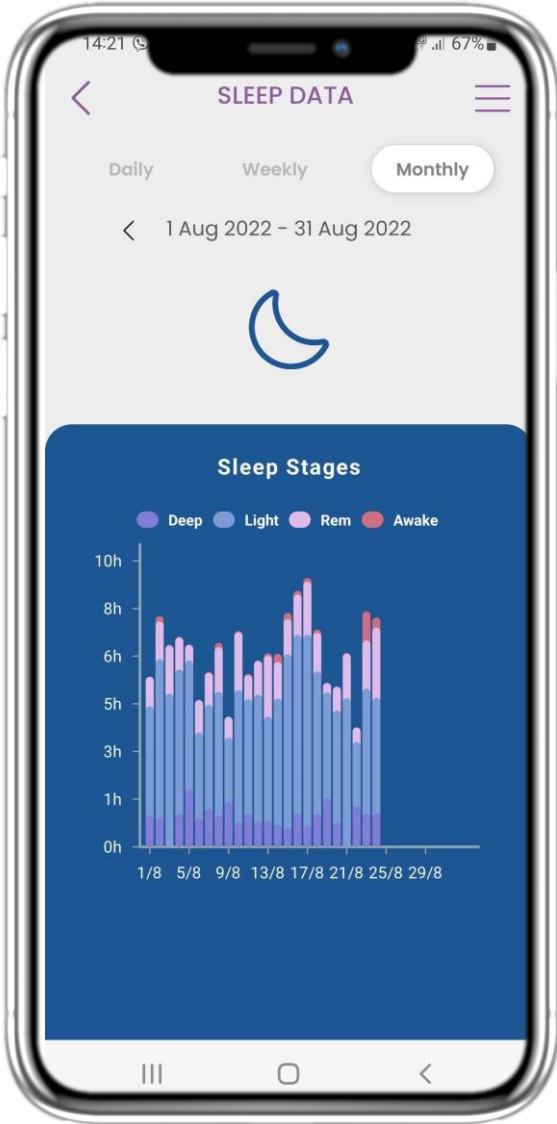 14:21 67%
SLEEP DATA
Daily Weekly Monthly
1 Aug 2022 - 31 Aug 2022
Sleep Stages
Deep Light Rem Awake
10h
8h
6h
5h
3h
1h
0h
1/8 5/8 9/8 13/8 17/8 21/8 25/8 29/8